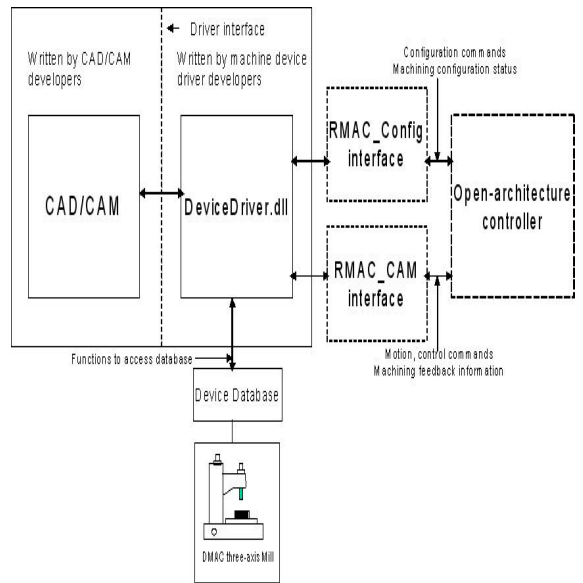 Driver interface
Written by CAD/CAM
developers
Written by machine device
driver developers
Configuration commands
Machining configuration status
CAD/CAM
DeviceDriver.dll
RMAC_Config
interface
Open-architecture
controller
RMAC_CAM
interface
Functions to access database
Motion, control commands
Machining feedback information
Device Database
DMAC three-axis Mill